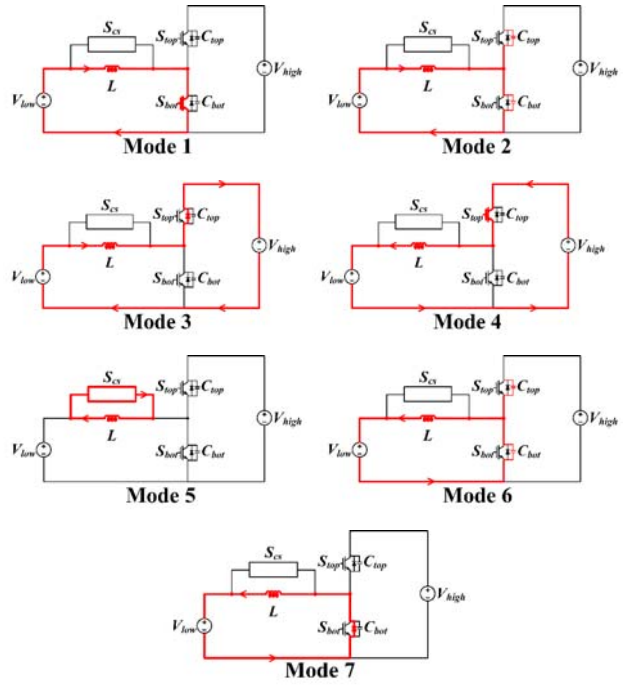 S_cs S_cs
S_top C_top S_top C_top
V_high V_high
L L
V_low S_bot C_bot V_low S_bot C_bot
Mode 1 Mode 2
S_cs S_cs
S_top C_top S_top C_top
V_high V_high
L L
V_low S_bot C_bot V_low S_bot C_bot
Mode 3 Mode 4
S_cs S_cs
S_top C_top S_top C_top
V_high V_high
L L
V_low S_bot C_bot V_low S_bot C_bot
Mode 5 Mode 6
S_cs
S_top C_top
V_high
L
V_low S_bot C_bot
Mode 7